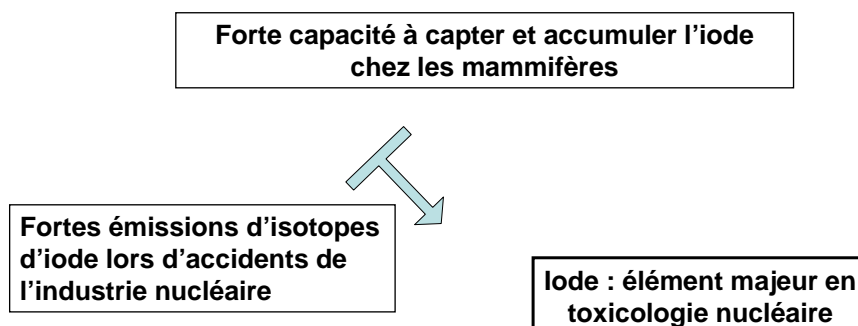 Forte capacité à capter et accumuler l’iode
chez les mammifères
Fortes émissions d’isotopes
d’iode lors d’accidents de
l’industrie nucléaire
Iode : élément majeur en
toxicologie nucléaire